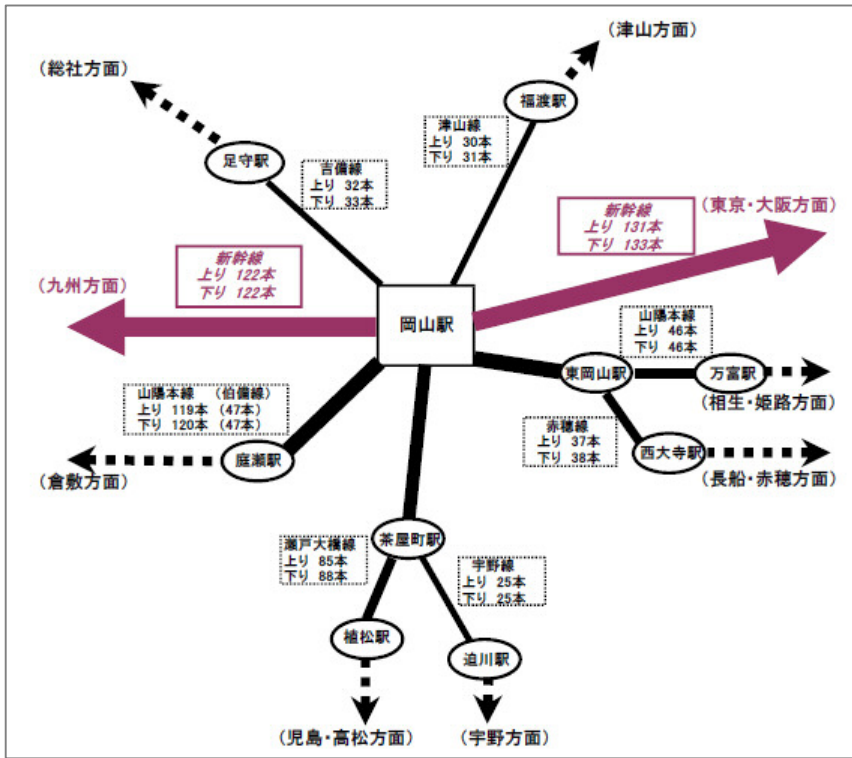 （津山方面）
（総社方面）
福渡駅
津山線
上り 30本
下り 31本
足守駅
吉備線
上り 32本
下り 33本
新幹線
上り 131本
下り 133本
（東京・大阪方面）
新幹線
上り 122本
下り 122本
（九州方面）
岡山駅
山陽本線
上り 46本
下り 46本
東岡山駅
万富駅
（相生・姫路方面）
山陽本線 （伯備線）
上り 119本 （47本）
下り 120本 （47本）
赤穂線
上り 37本
下り 38本
庭瀬駅
西大寺駅
（倉敷方面）
（長船・赤穂方面）
茶屋町駅
瀬戸大橋線
上り 85本
下り 88本
宇野線
上り 25本
下り 25本
植松駅
迫川駅
（児島・高松方面）
（宇野方面）